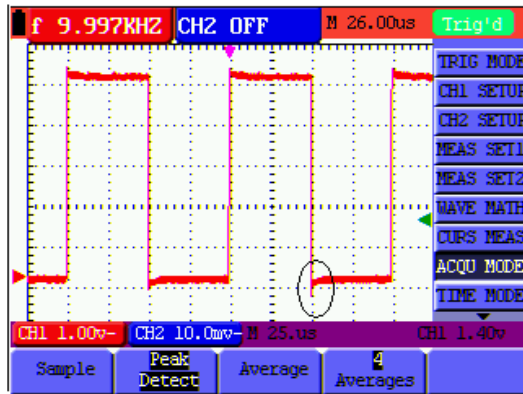 f 9.997KHZ CH2 OFF M 26.00us Trig'd
TRIG MODE
CH1 SETUP
CH2 SETUP
MEAS SET1
MEAS SET2
WAVE MATH
CURS MEAS
ACQU MODE
TIME MODE
CH1 1.00v- CH2 10.0mv- M 25.us CH1 1.40v
Sample Peak Detect Average 4 Averages